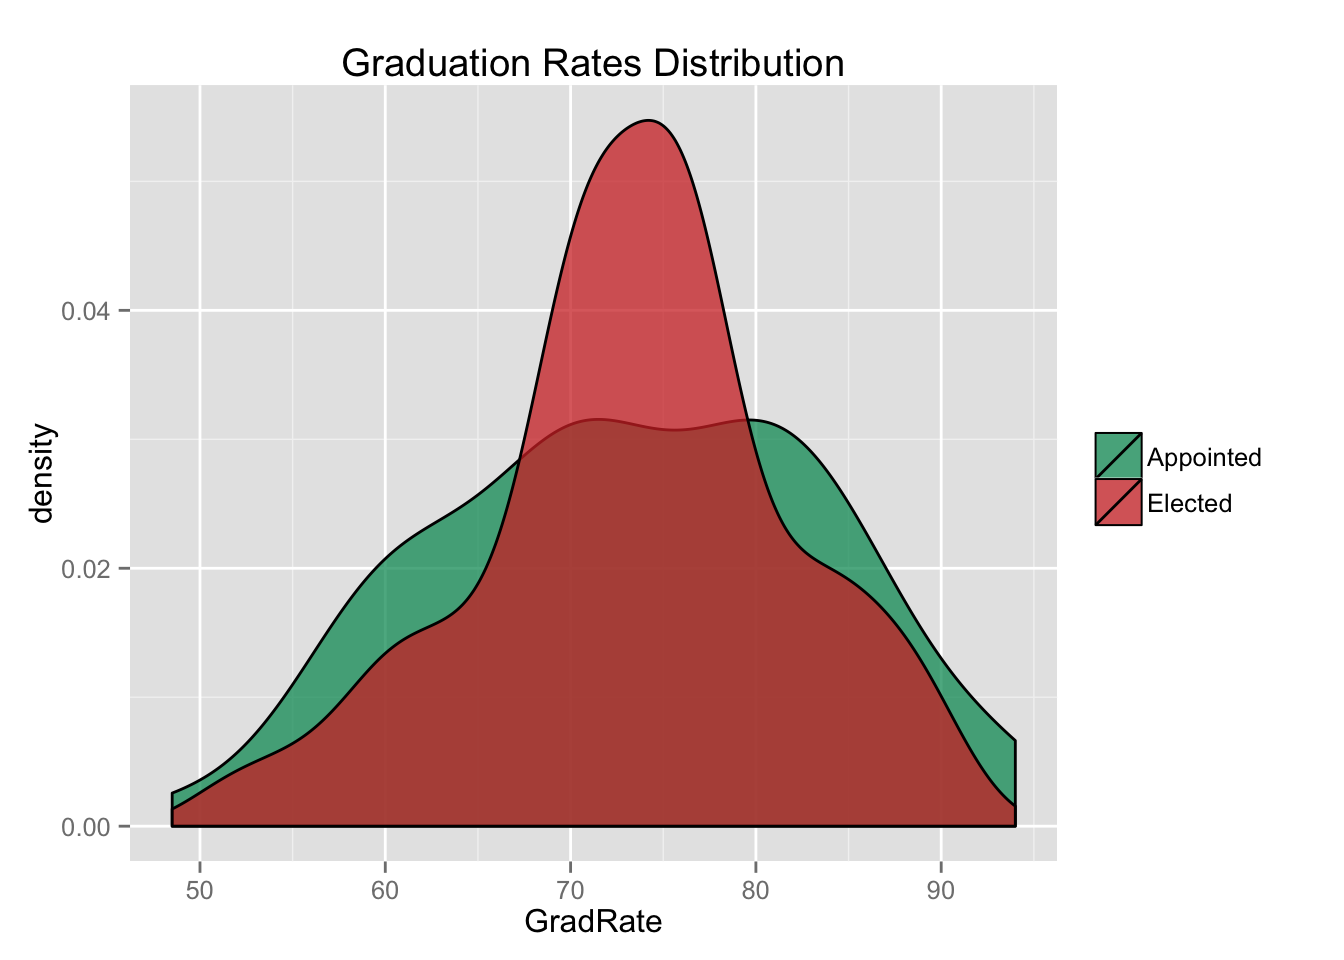 Graduation Rates Distribution
density
0.04
0.02
0.00
50 60 70 80 90
GradRate
Appointed
Elected